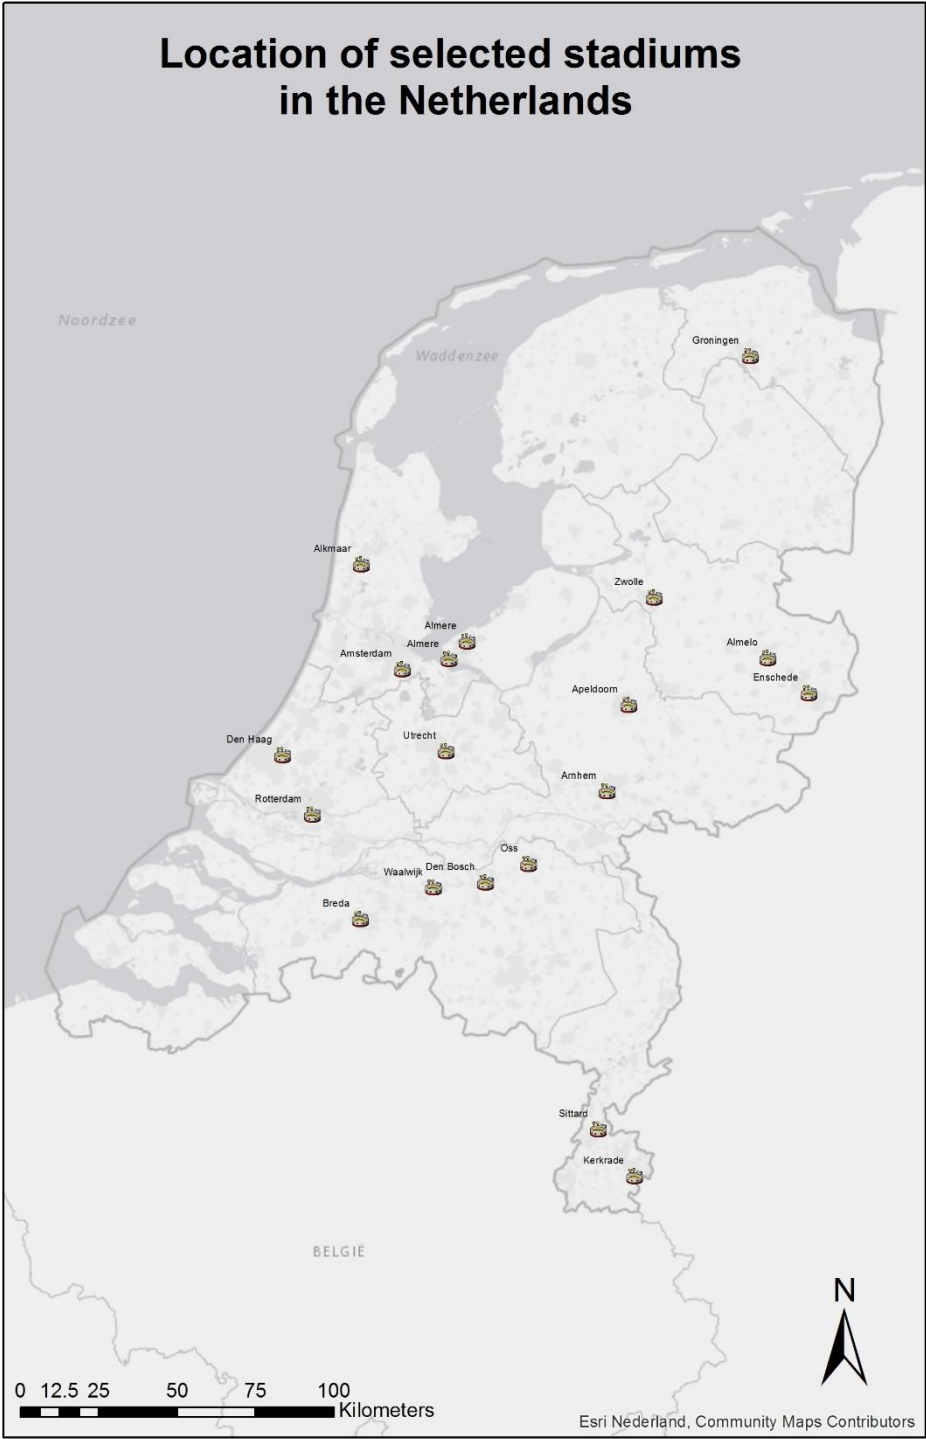 Location of selected stadiums
in the Netherlands
Noordzee
Waddenzee
Groningen
Alkmaar
Zwolle
Almere
Almere
Amsterdam
Almelo
Enschede
Apeldoorn
Utrecht
Den Haag
Arnhem
Rotterdam
Oss
Waalwijk
Den Bosch
Breda
Sittard
Kerkrade
BELGIË
N
0 12.5 25 50 75 100
Kilometers
Esri Nederland, Community Maps Contributors